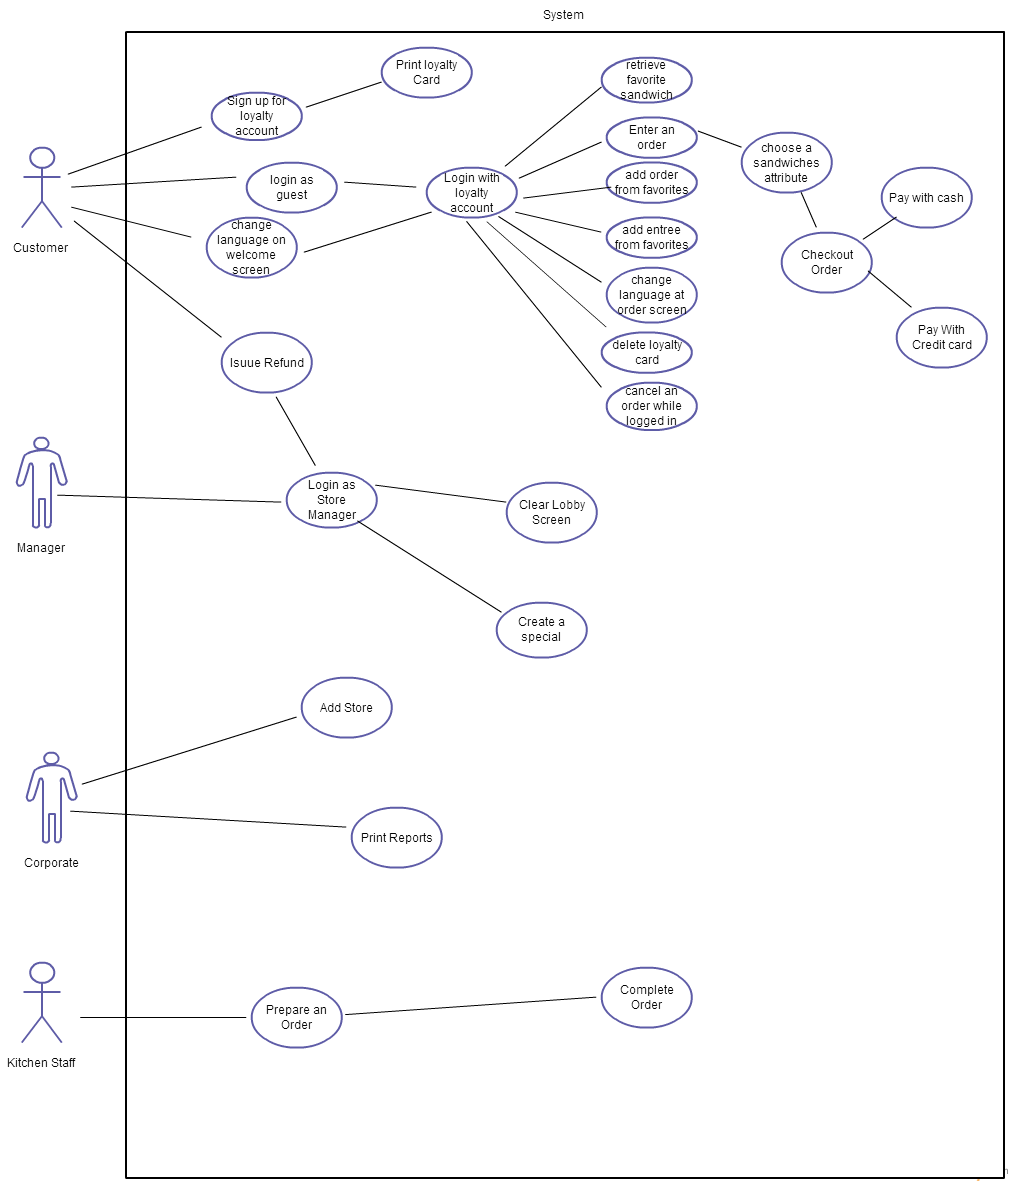 System
Print loyalty
Card
Sign up for
loyalty
account
login as
guest
change
language on
welcome
screen
Customer
Login with
loyalty
account
retrieve
favorite
sandwich
Enter an
order
add order
from favorites
add entree
from favorites
change
language at
order screen
delete loyalty
card
cancel an
order while
logged in
choose a
sandwiches
attribute
Checkout
Order
Pay with cash
Pay With
Credit card
Isuue Refund
Manager
Login as
Store
Manager
Clear Lobby
Screen
Create a
special
Add Store
Corporate
Print Reports
Kitchen Staff
Prepare an
Order
Complete
Order